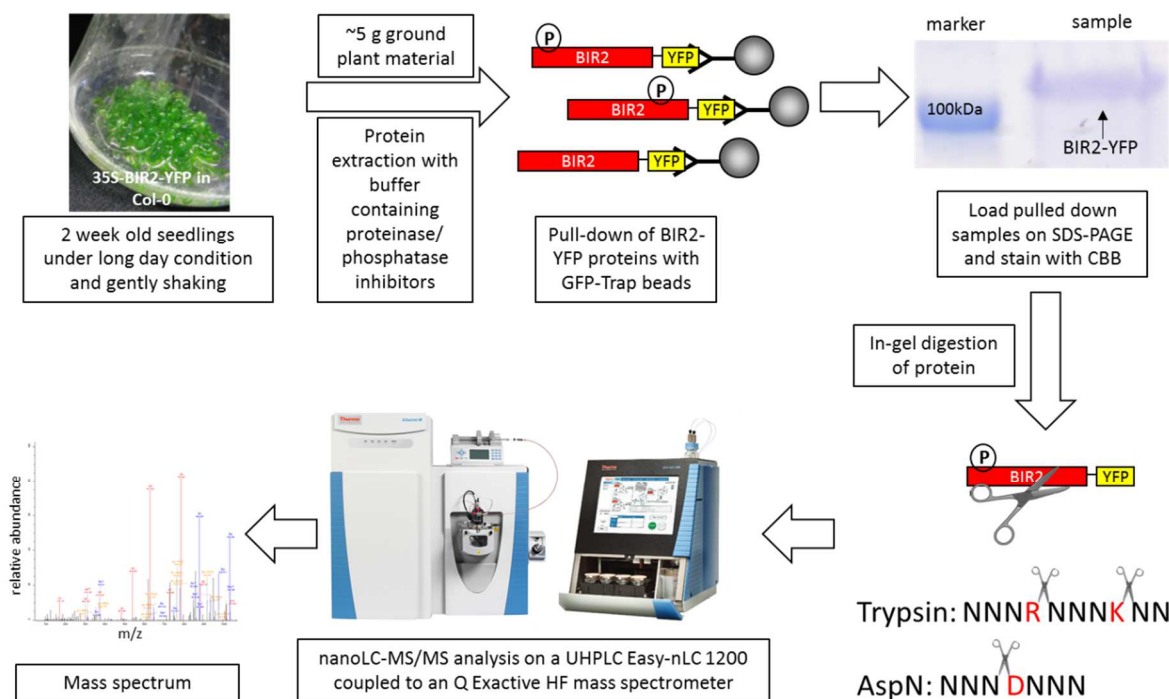 35S-BIR2-YFP in
Col-0
2 week old seedlings
under long day condition
and gently shaking
~5 g ground
plant material
Protein
extraction with
buffer
containing
proteinase/
phosphatase
inhibitors
P
BIR2 YFP
P
BIR2 YFP
BIR2 YFP
Pull-down of BIR2-
YFP proteins with
GFP-Trap beads
marker sample
100kDa
BIR2-YFP
Load pulled down
samples on SDS-PAGE
and stain with CBB
In-gel digestion
of protein
P
BIR2 YFP
Trypsin: NNNRNNNKNN
AspN: NNNDNNN
nanoLC-MS/MS analysis on a UHPLC Easy-nLC 1200
coupled to an Q Exactive HF mass spectrometer
relative abundance
m/z
Mass spectrum